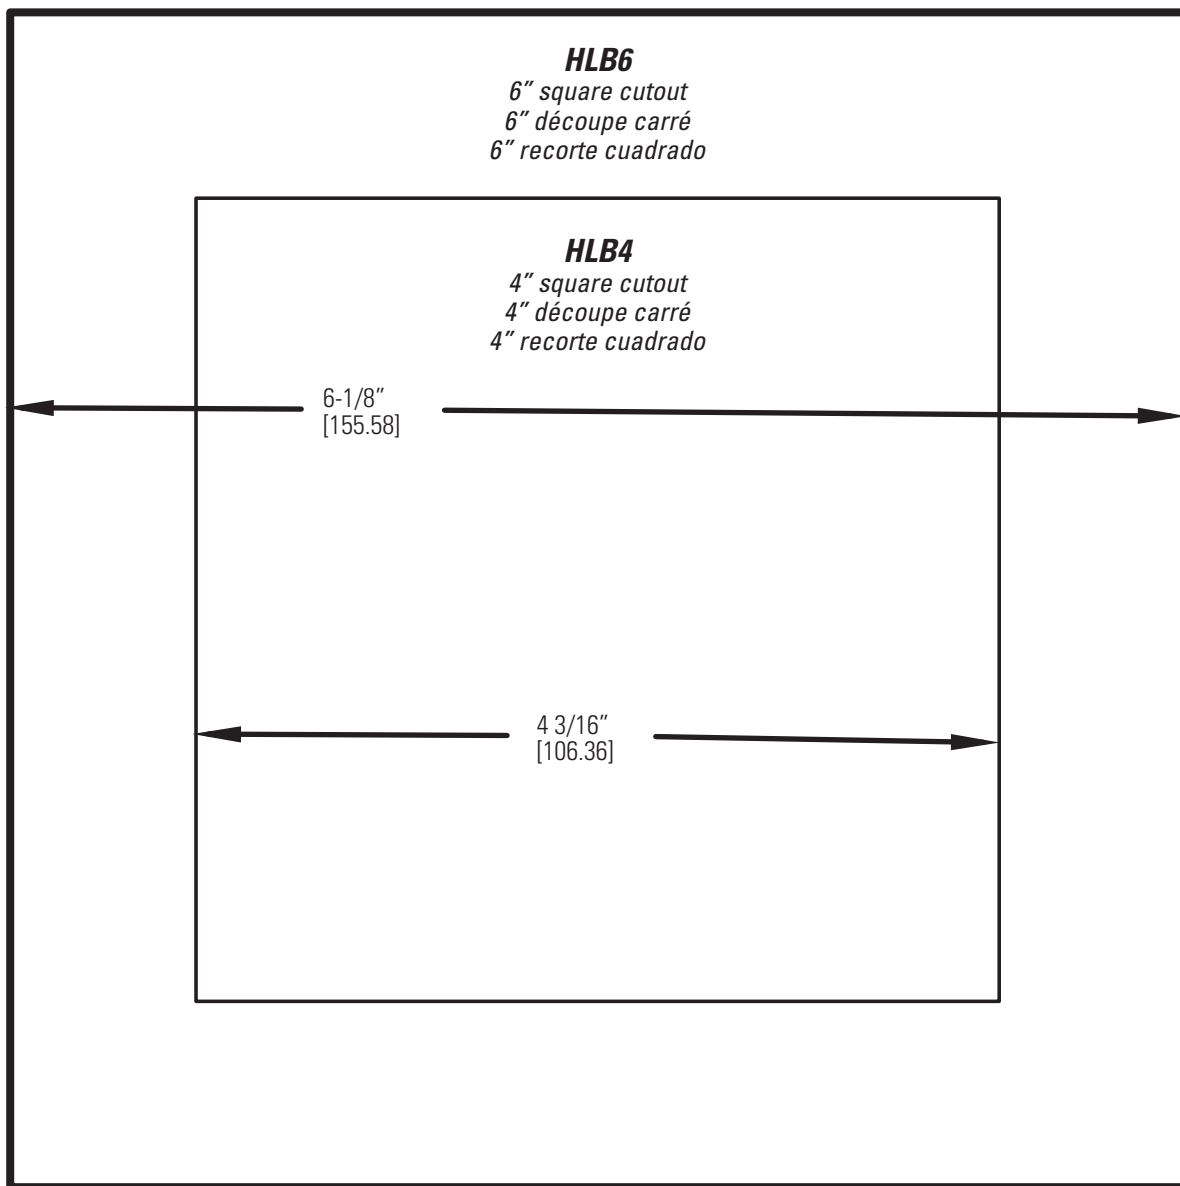 HLB6
6″ square cutout
6″ découpe carré
6″ recorte cuadrado
HLB4
4″ square cutout
4″ découpe carré
4″ recorte cuadrado
6-1/8″
[155.58]
4 3/16″
[106.36]